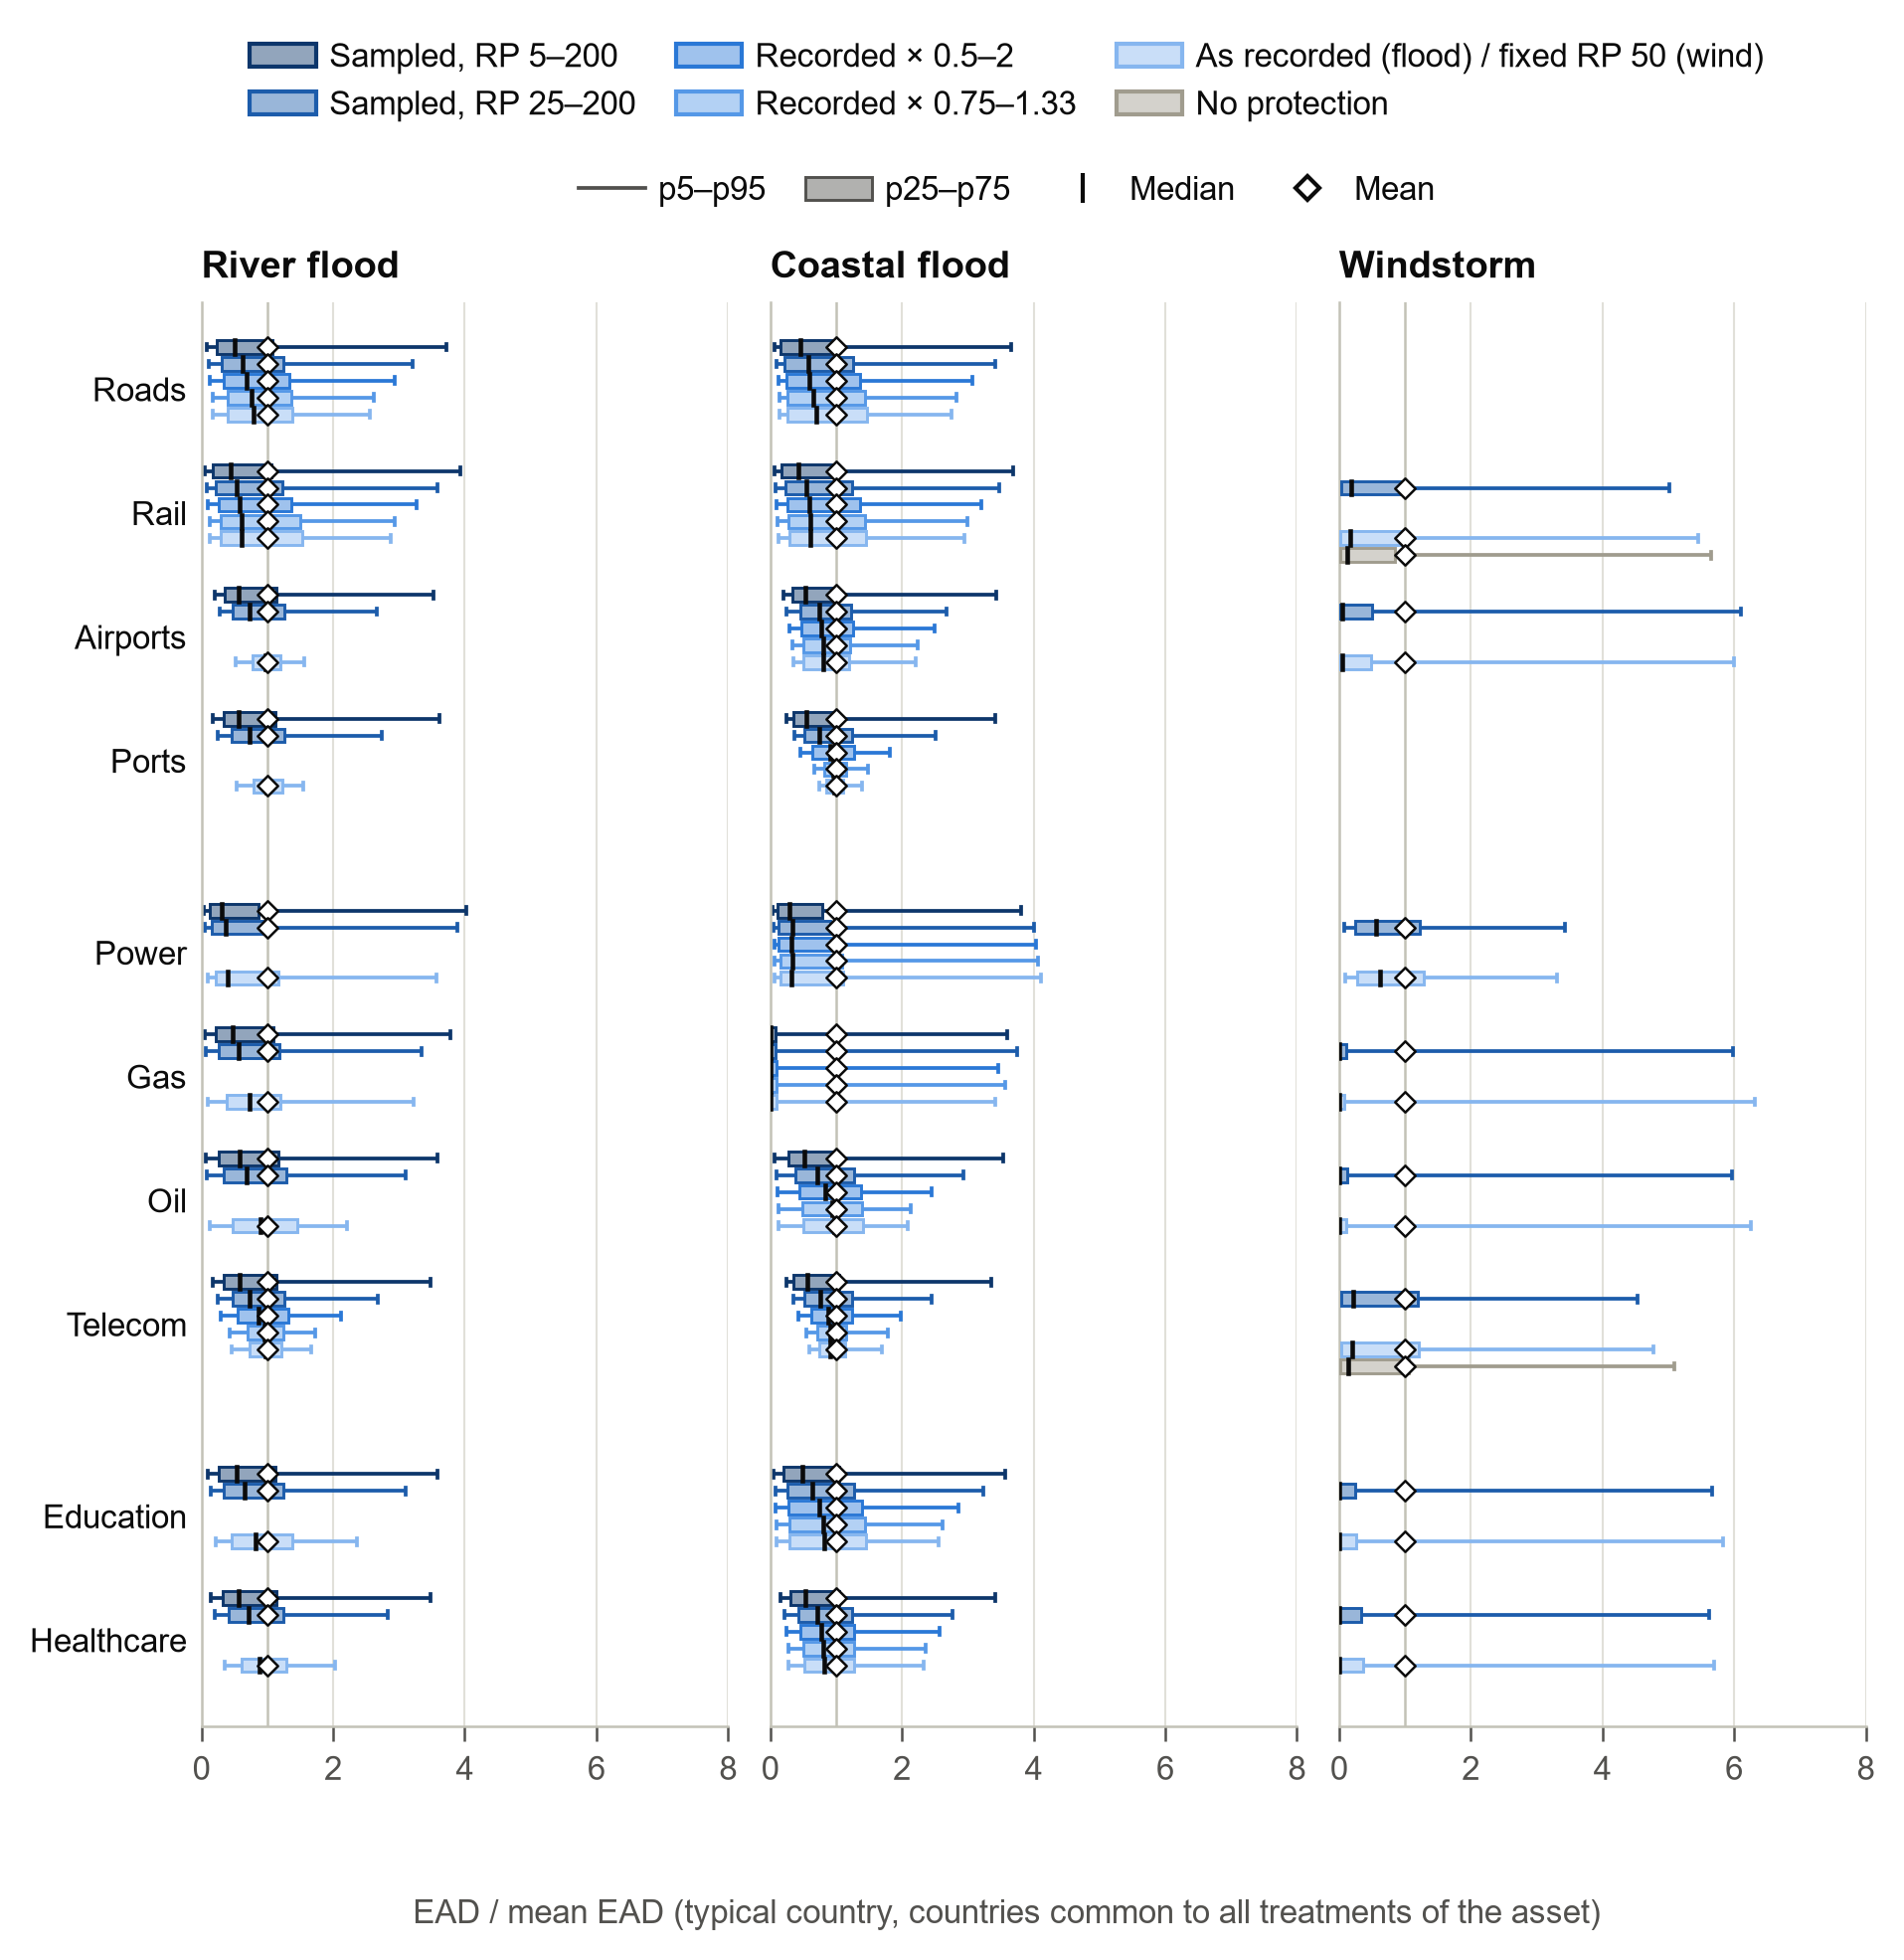 Sampled, RP 5–200
Recorded × 0.5–2
As recorded (flood) / fixed RP 50 (wind)
Sampled, RP 25–200
Recorded × 0.75–1.33
No protection
p5–p95
p25–p75
Median
Mean
River flood
Coastal flood
Windstorm
Roads
Rail
Airports
Ports
Power
Gas
Oil
Telecom
Education
Healthcare
0 2 4 6 8
0 2 4 6 8
0 2 4 6 8
EAD / mean EAD (typical country, countries common to all treatments of the asset)